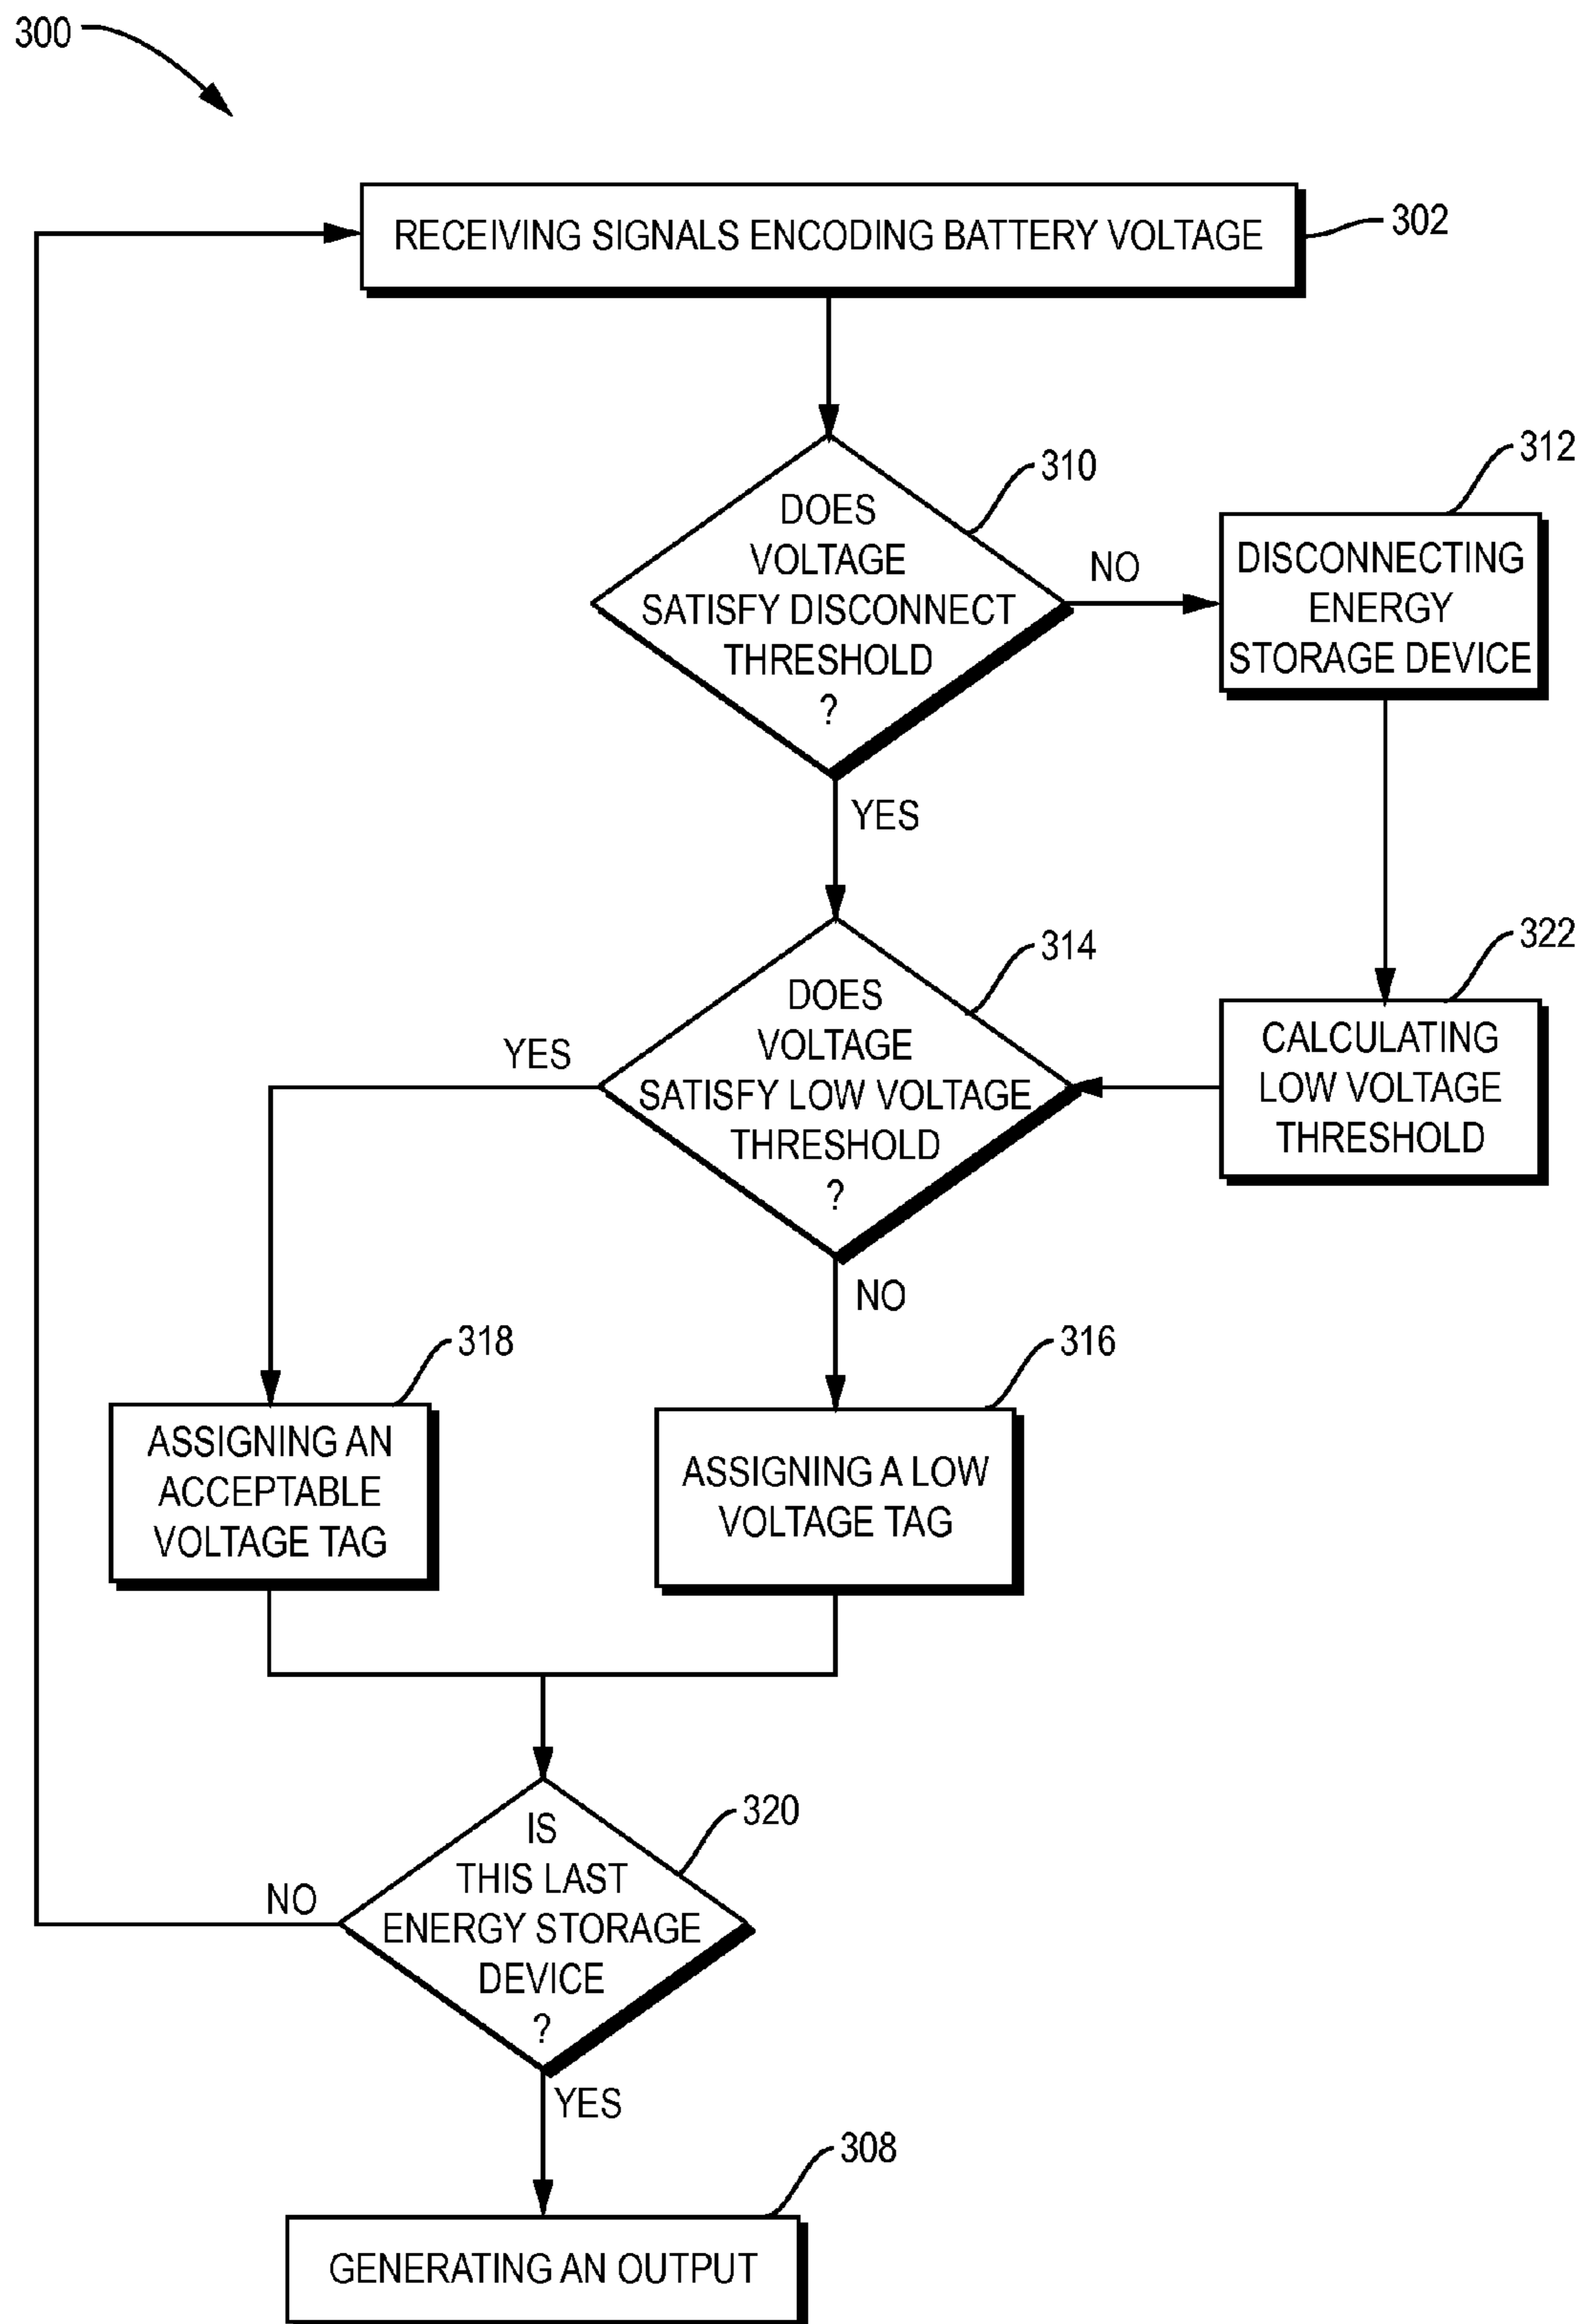 300
RECEIVING SIGNALS ENCODING BATTERY VOLTAGE
302
DOES
VOLTAGE
SATISFY DISCONNECT
THRESHOLD
?
310
NO
312
DISCONNECTING
ENERGY
STORAGE DEVICE
YES
DOES
VOLTAGE
SATISFY LOW VOLTAGE
THRESHOLD
?
314
322
CALCULATING
LOW VOLTAGE
THRESHOLD
YES
NO
318
ASSIGNING AN
ACCEPTABLE
VOLTAGE TAG
316
ASSIGNING A LOW
VOLTAGE TAG
IS
THIS LAST
ENERGY STORAGE
DEVICE
?
320
NO
YES
308
GENERATING AN OUTPUT